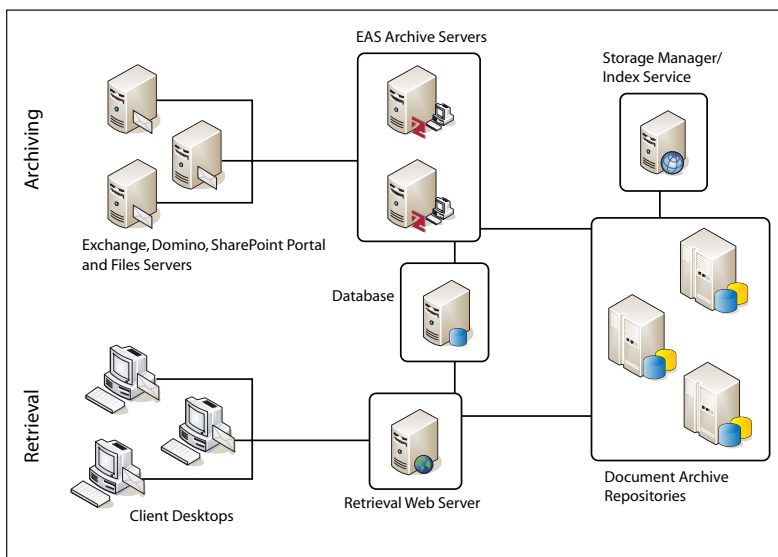 EAS Archive Servers
Storage Manager/
Index Service
Archiving
Exchange, Domino, SharePoint Portal
and Files Servers
Database
Retrieval
Client Desktops
Retrieval Web Server
Document Archive
Repositories